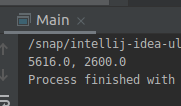 Main
/snap/intellij-idea-ul
5616.0, 2600.0
Process finished with